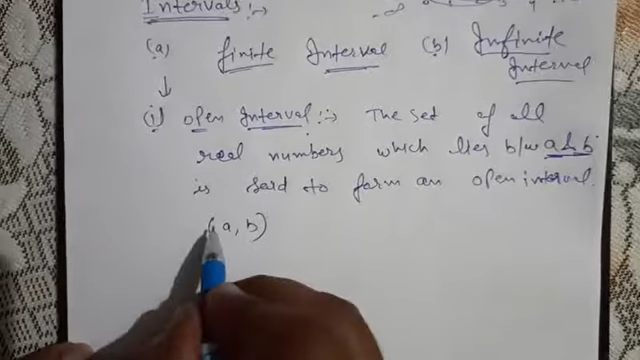 Intervals :→
-∞
(a) finite Interval (b) Infinite
Interval
(i) open Interval :→ The set of all
real numbers which lies b/w a & b
is said to form an open interval.
(a, b)